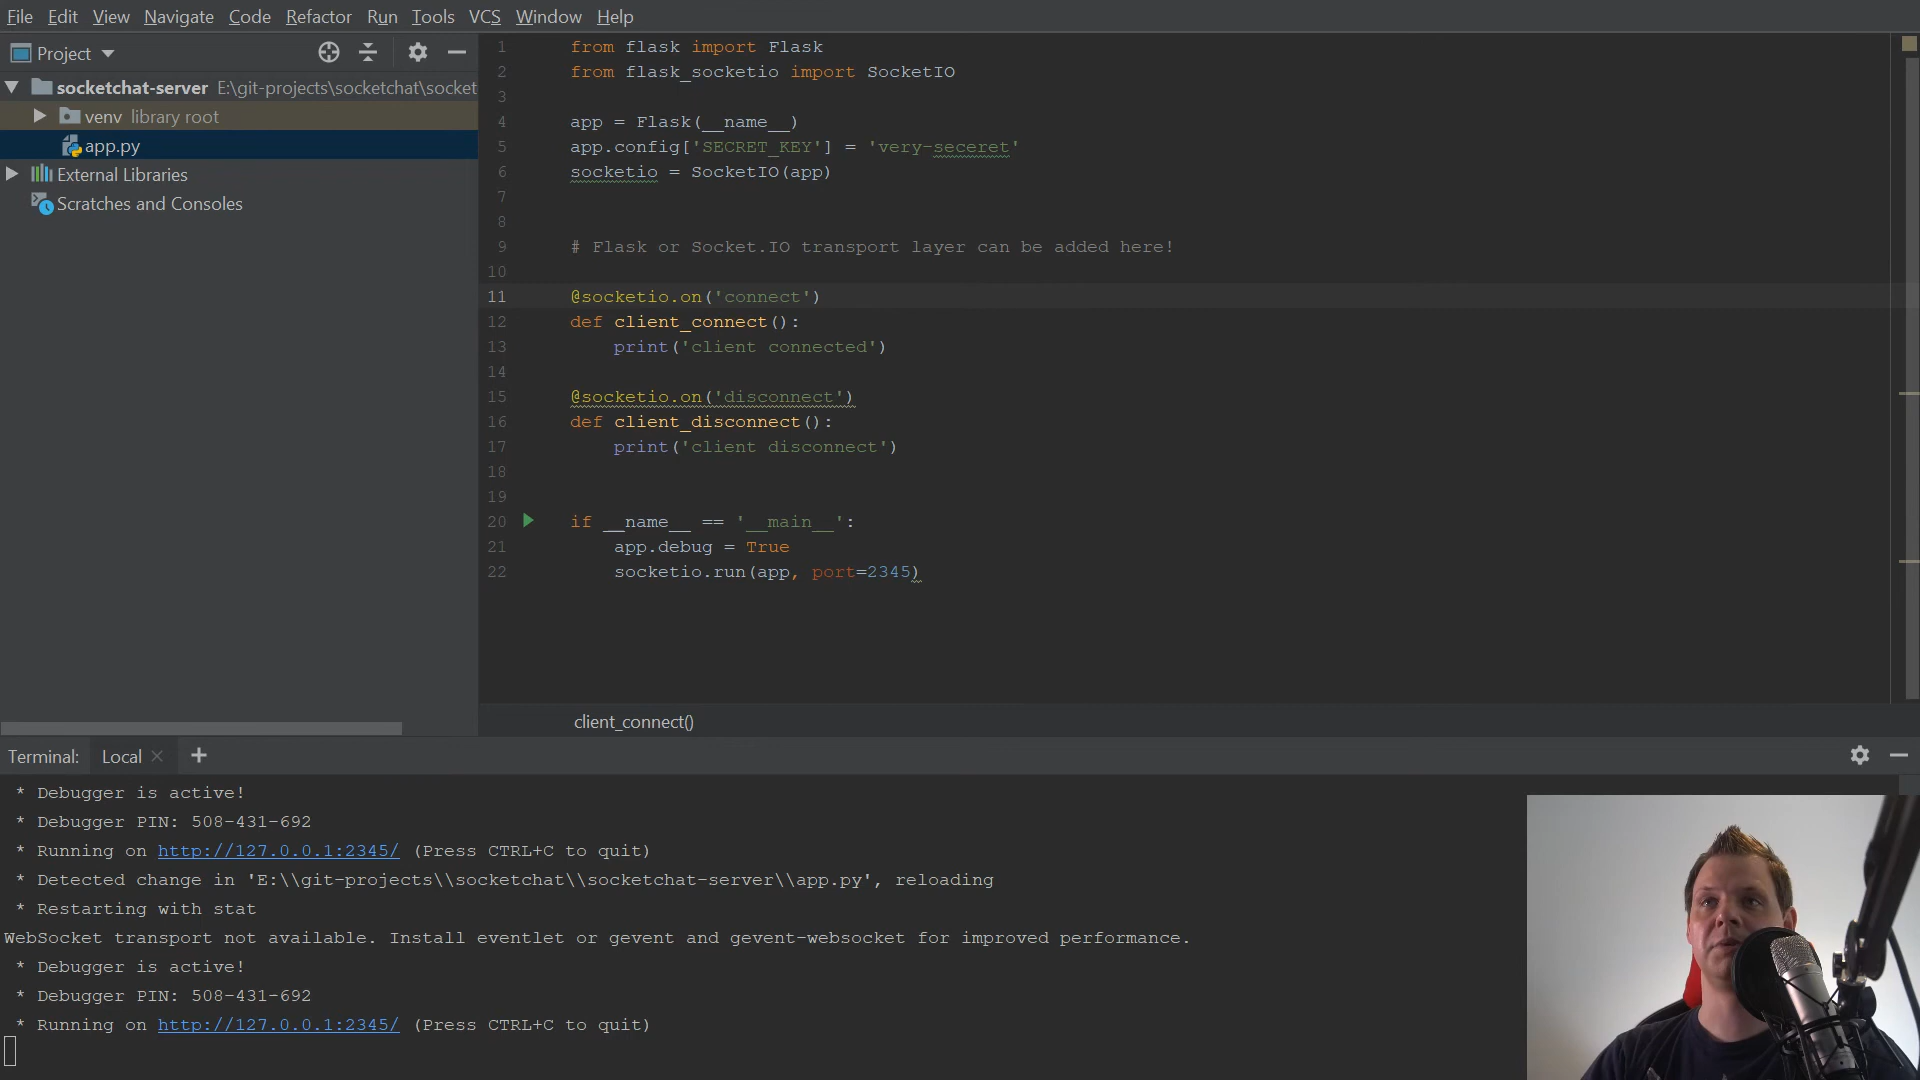 File Edit View Navigate Code Refactor Run Tools VCS Window Help
Project
socketchat-server E:\git-projects\socketchat\socket
venv library root
app.py
External Libraries
Scratches and Consoles
1 from flask import Flask
2 from flask_socketio import SocketIO
3
4 app = Flask(__name__)
5 app.config['SECRET_KEY'] = 'very-seceret'
6 socketio = SocketIO(app)
7
8
9 # Flask or Socket.IO transport layer can be added here!
10
11 @socketio.on('connect')
12 def client_connect():
13 print('client connected')
14
15 @socketio.on('disconnect')
16 def client_disconnect():
17 print('client disconnect')
18
19
20 if __name__ == '__main__':
21 app.debug = True
22 socketio.run(app, port=2345)
client_connect()
Terminal: Local
* Debugger is active!
* Debugger PIN: 508-431-692
* Running on http://127.0.0.1:2345/ (Press CTRL+C to quit)
* Detected change in 'E:\\git-projects\\socketchat\\socketchat-server\\app.py', reloading
* Restarting with stat
WebSocket transport not available. Install eventlet or gevent and gevent-websocket for improved performance.
* Debugger is active!
* Debugger PIN: 508-431-692
* Running on http://127.0.0.1:2345/ (Press CTRL+C to quit)